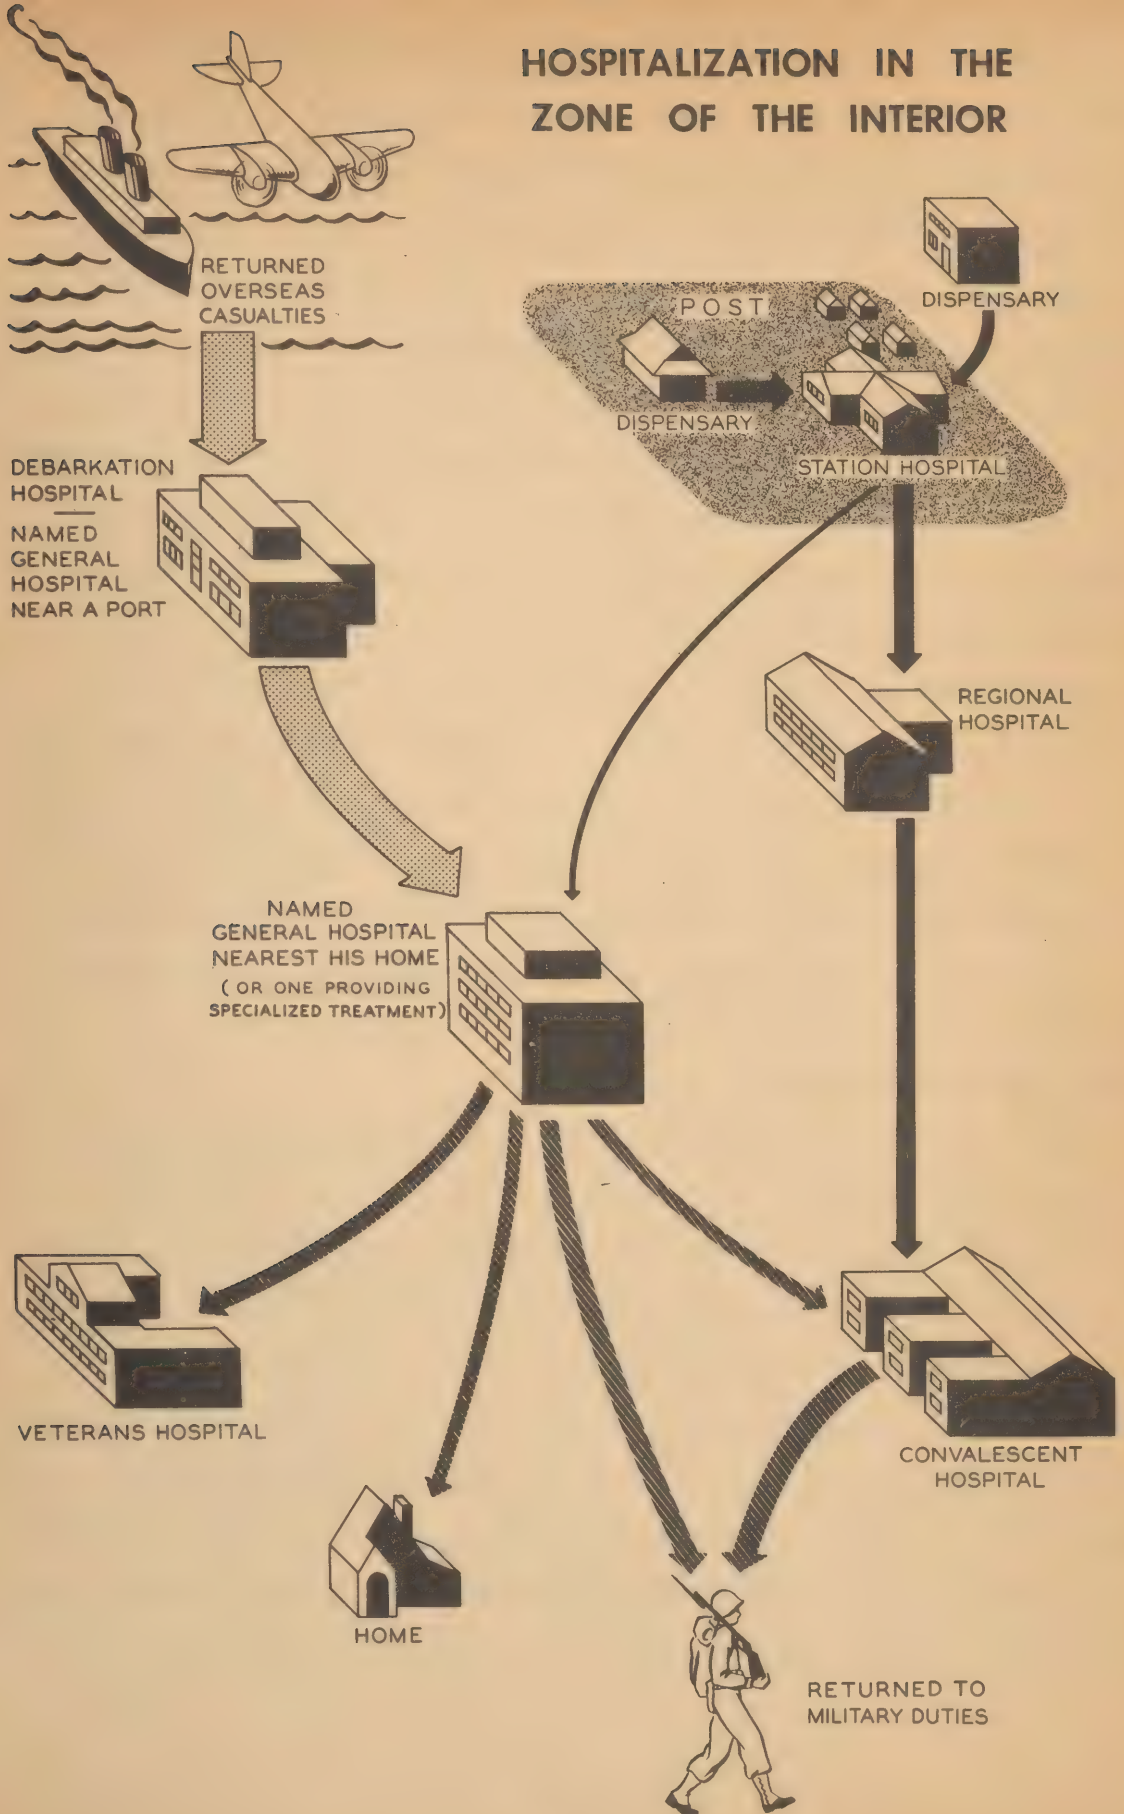 HOSPITALIZATION IN THE
ZONE OF THE INTERIOR
RETURNED
OVERSEAS
CASUALTIES
DISPENSARY
POST
DISPENSARY
STATION HOSPITAL
DEBARKATION
HOSPITAL
NAMED
GENERAL
HOSPITAL
NEAR A PORT
REGIONAL
HOSPITAL
NAMED
GENERAL HOSPITAL
NEAREST HIS HOME
(OR ONE PROVIDING
SPECIALIZED TREATMENT)
VETERANS HOSPITAL
CONVALESCENT
HOSPITAL
HOME
RETURNED TO
MILITARY DUTIES